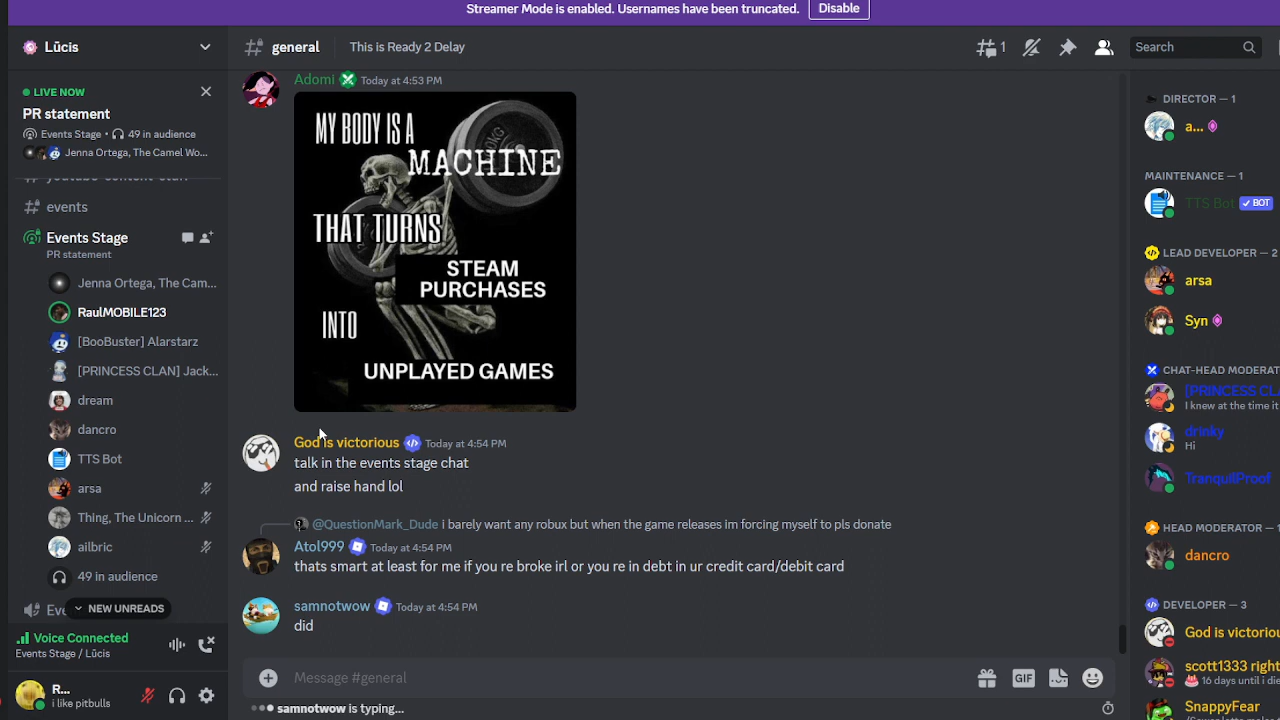 Streamer Mode is enabled. Usernames have been truncated. Disable
Lūcis
LIVE NOW
PR statement
Events Stage • 49 in audience
Jenna Ortega, The Camel Wo...
events
Events Stage
PR statement
Jenna Ortega, The Cam...
RaulMOBILE123
[BooBuster] Alarstarz
[PRINCESS CLAN] Jack...
dream
dancro
TTS Bot
arsa
Thing, The Unicorn ...
ailbric
49 in audience
Eve
NEW UNREADS
Voice Connected
Events Stage / Lūcis
R...
i like pitbulls
general This is Ready 2 Delay
1
Search
Adomi Today at 4:53 PM
MY BODY IS A
MACHINE
THAT TURNS
STEAM
PURCHASES
INTO
UNPLAYED GAMES
God is victorious Today at 4:54 PM
talk in the events stage chat
and raise hand lol
@QuestionMark_Dude i barely want any robux but when the game releases im forcing myself to pls donate
Atol999 Today at 4:54 PM
thats smart at least for me if you re broke irl or you re in debt in ur credit card/debit card
samnotwow Today at 4:54 PM
did
Message #general
GIF
samnotwow is typing...
DIRECTOR — 1
a...
MAINTENANCE — 1
TTS Bot BOT
LEAD DEVELOPER — 2
arsa
Syn
CHAT-HEAD MODERAT
[PRINCESS CL
I knew at the time it
drinky
Hi
TranquilProof
HEAD MODERATOR — 1
dancro
DEVELOPER — 3
God is victoriou
scott1333 right
16 days until i die
SnappyFear